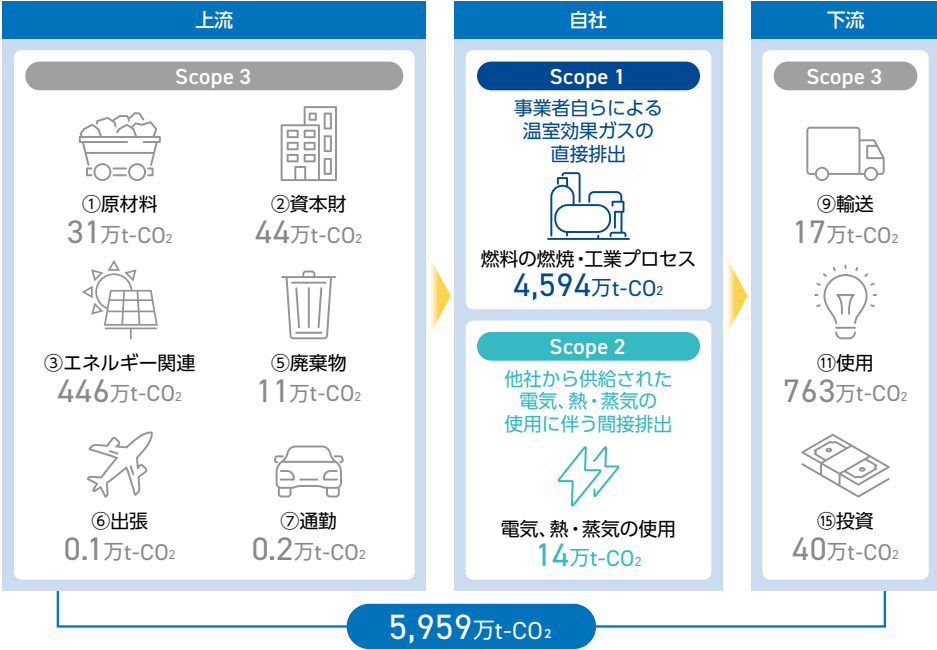 上流
Scope 3
①原材料
31万t-CO₂
②資本財
44万t-CO₂
③エネルギー関連
446万t-CO₂
⑤廃棄物
11万t-CO₂
⑥出張
0.1万t-CO₂
⑦通勤
0.2万t-CO₂
自社
Scope 1
事業者自らによる
温室効果ガスの
直接排出
燃料の燃焼・工業プロセス
4,594万t-CO₂
Scope 2
他社から供給された
電気、熱・蒸気の
使用に伴う間接排出
電気、熱・蒸気の使用
14万t-CO₂
下流
Scope 3
⑨輸送
17万t-CO₂
⑪使用
763万t-CO₂
⑮投資
40万t-CO₂
5,959万t-CO₂